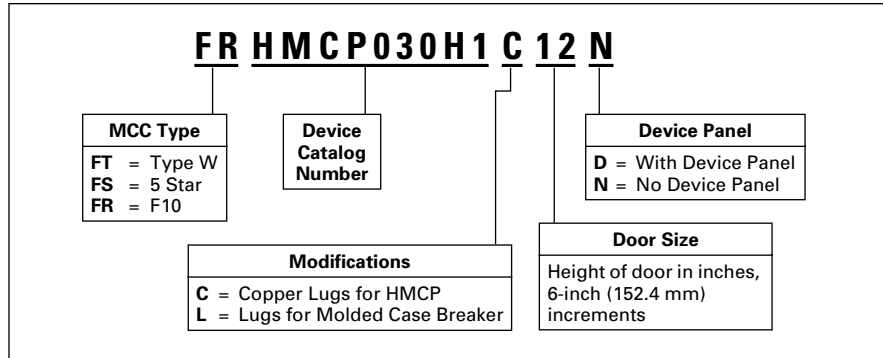 FR HMCP030H1 C 12 N
MCC Type
FT = Type W
FS = 5 Star
FR = F10
Device
Catalog
Number
Device Panel
D = With Device Panel
N = No Device Panel
Modifications
C = Copper Lugs for HMCP
L = Lugs for Molded Case Breaker
Door Size
Height of door in inches,
6-inch (152.4 mm)
increments